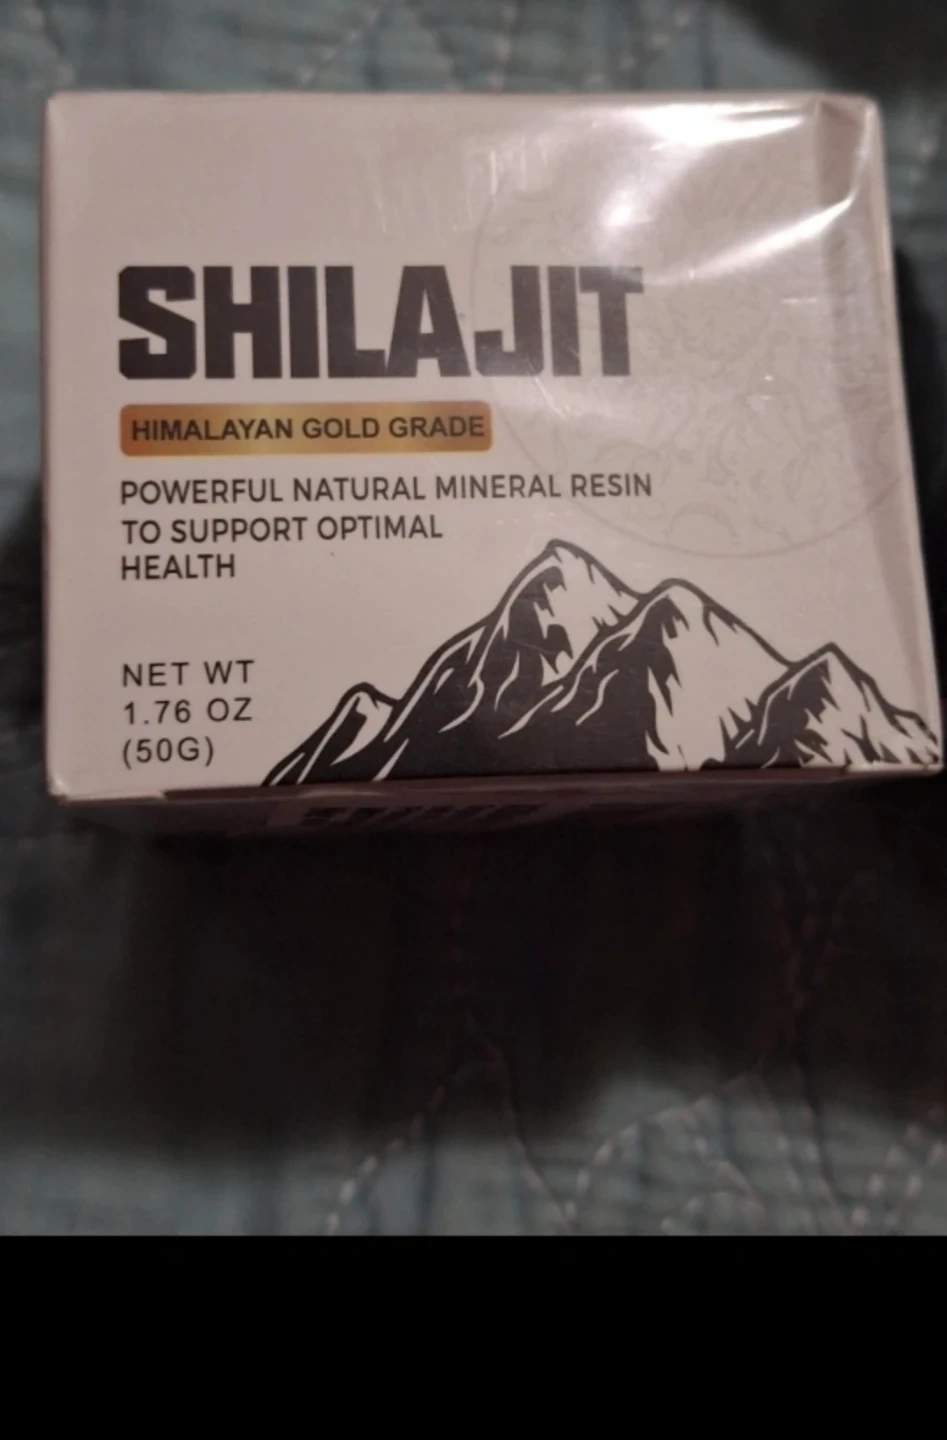 SHILAJIT
HIMALAYAN GOLD GRADE
POWERFUL NATURAL MINERAL RESIN
TO SUPPORT OPTIMAL
HEALTH
NET WT
1.76 OZ
(50G)